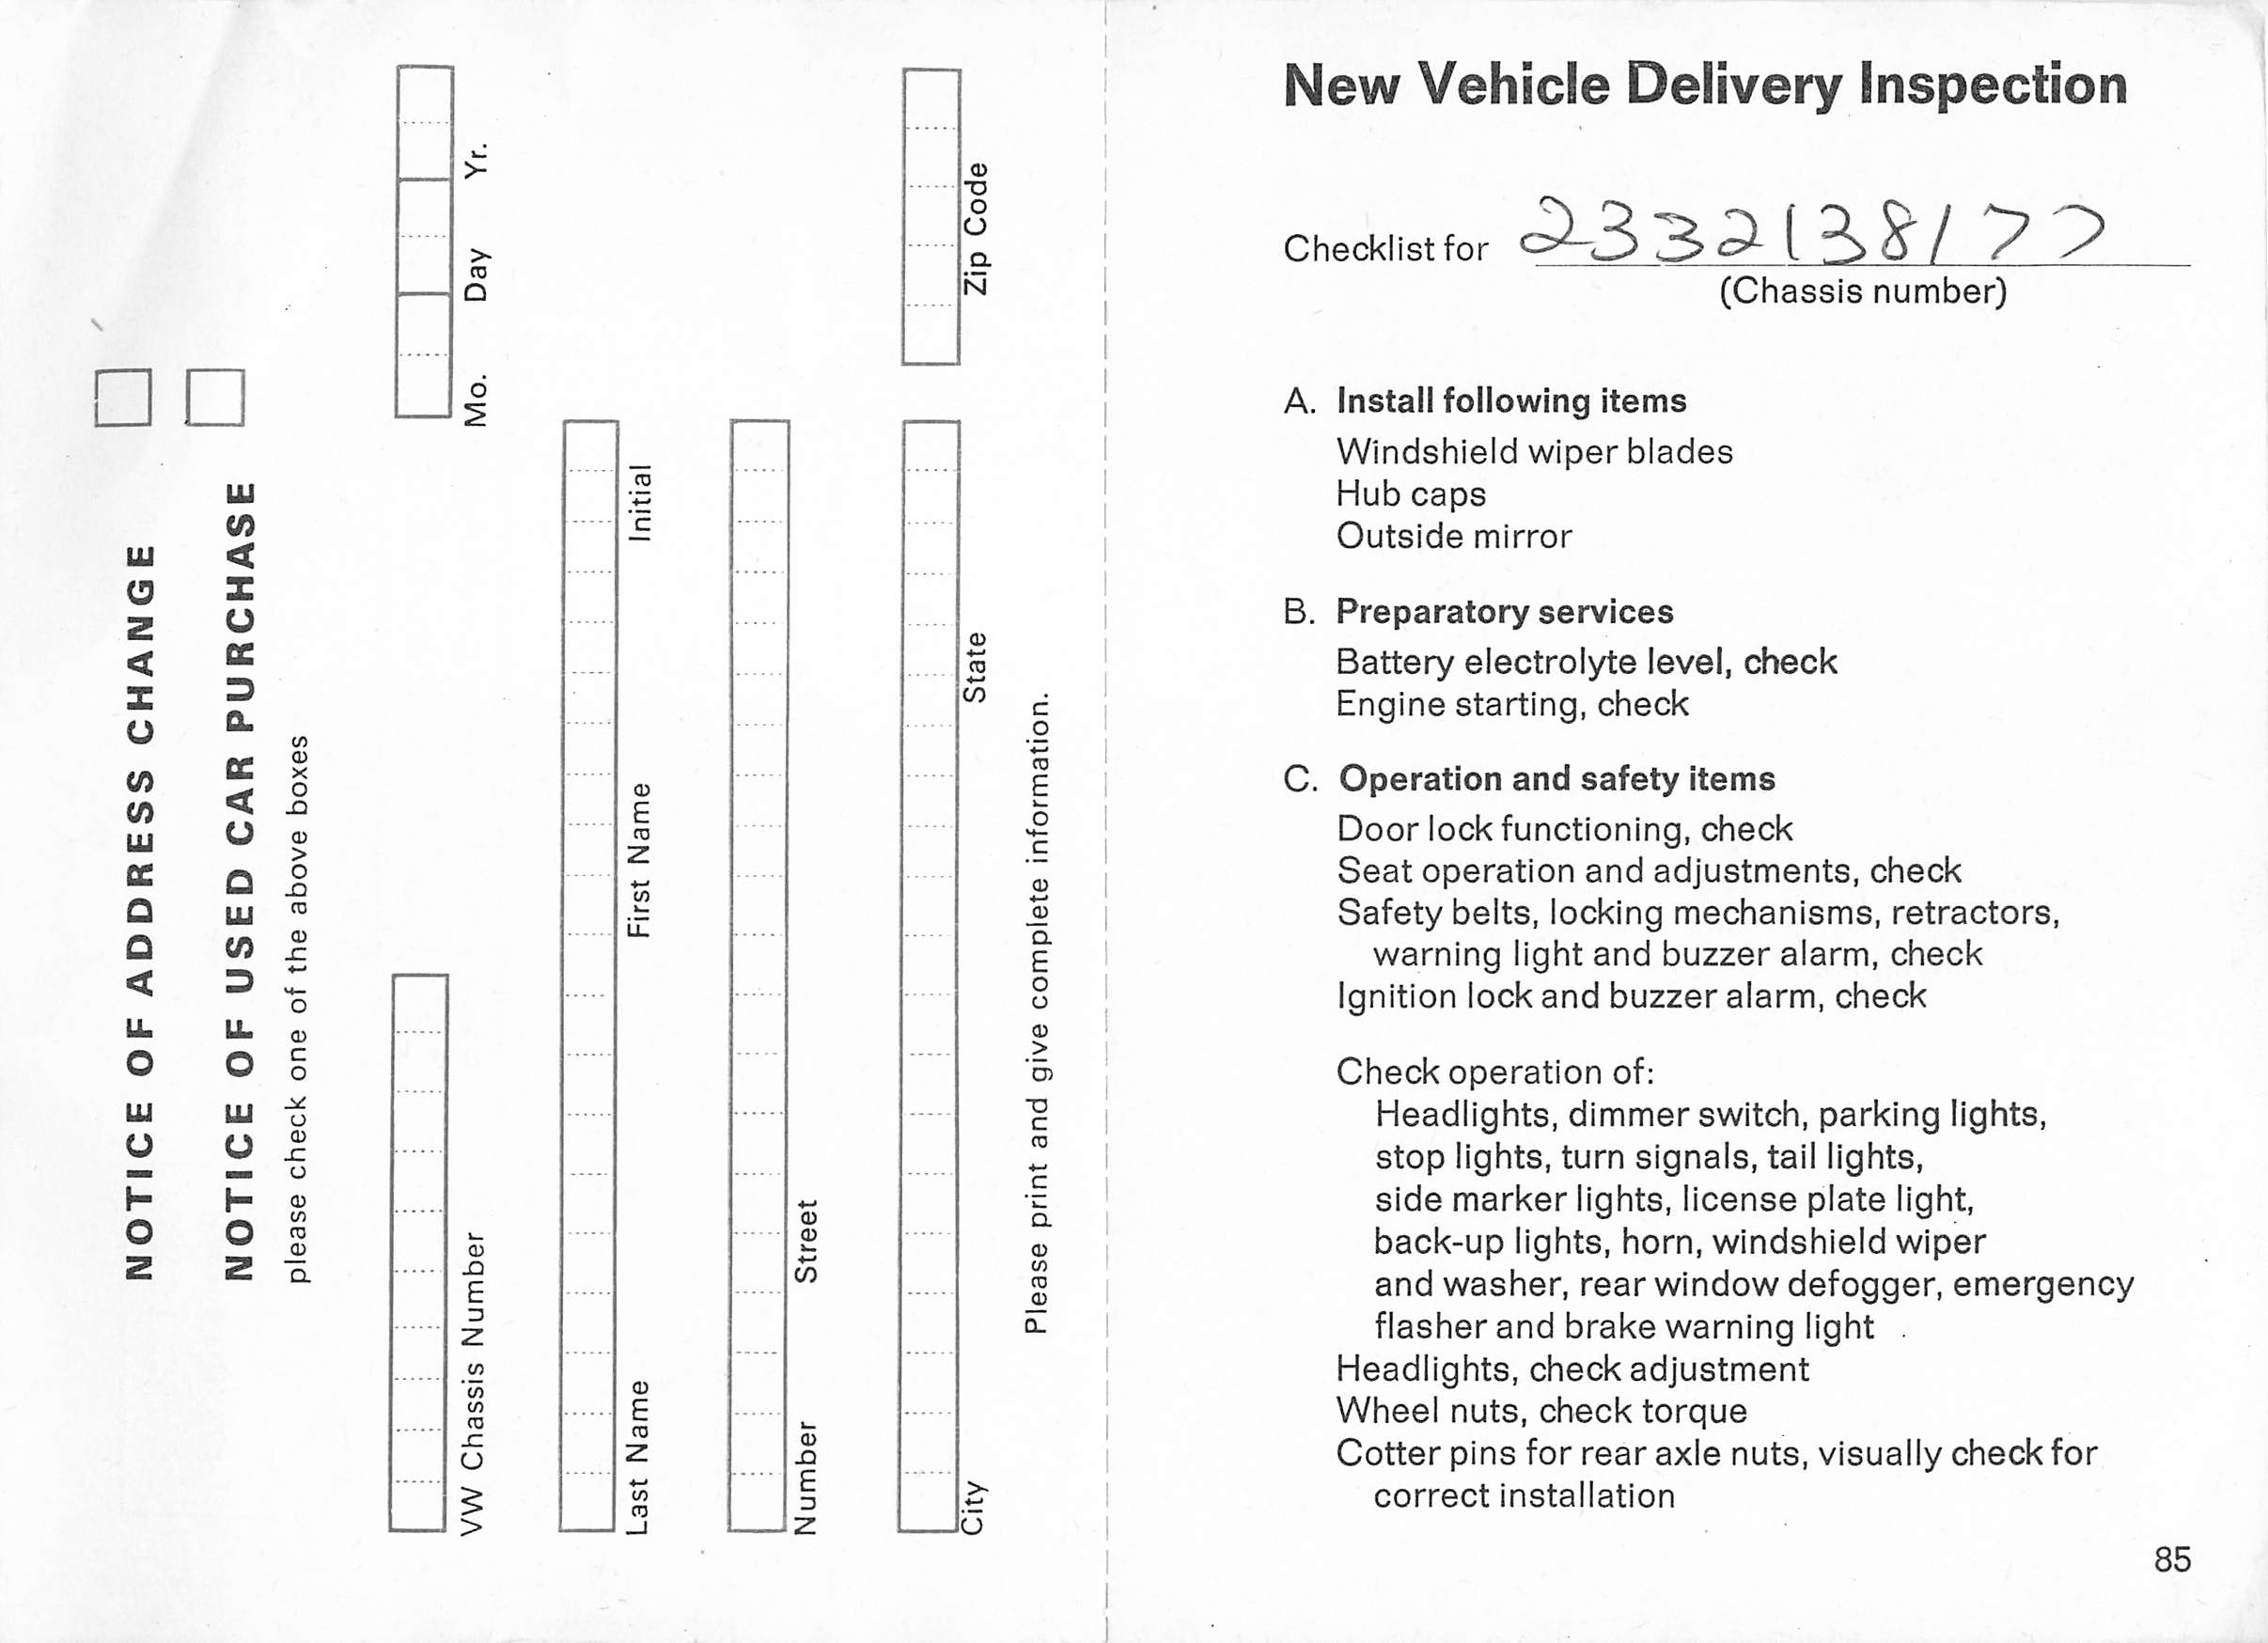 NOTICE OF ADDRESS CHANGE
NOTICE OF USED CAR PURCHASE
please check one of the above boxes
VW Chassis Number
Mo. Day Yr.
Last Name First Name Initial
Number Street
City State Zip Code
Please print and give complete information.
New Vehicle Delivery Inspection
Checklist for 2332138177
(Chassis number)
A. Install following items
Windshield wiper blades
Hub caps
Outside mirror
B. Preparatory services
Battery electrolyte level, check
Engine starting, check
C. Operation and safety items
Door lock functioning, check
Seat operation and adjustments, check
Safety belts, locking mechanisms, retractors,
warning light and buzzer alarm, check
Ignition lock and buzzer alarm, check
Check operation of:
Headlights, dimmer switch, parking lights,
stop lights, turn signals, tail lights,
side marker lights, license plate light,
back-up lights, horn, windshield wiper
and washer, rear window defogger, emergency
flasher and brake warning light
Headlights, check adjustment
Wheel nuts, check torque
Cotter pins for rear axle nuts, visually check for
correct installation
85